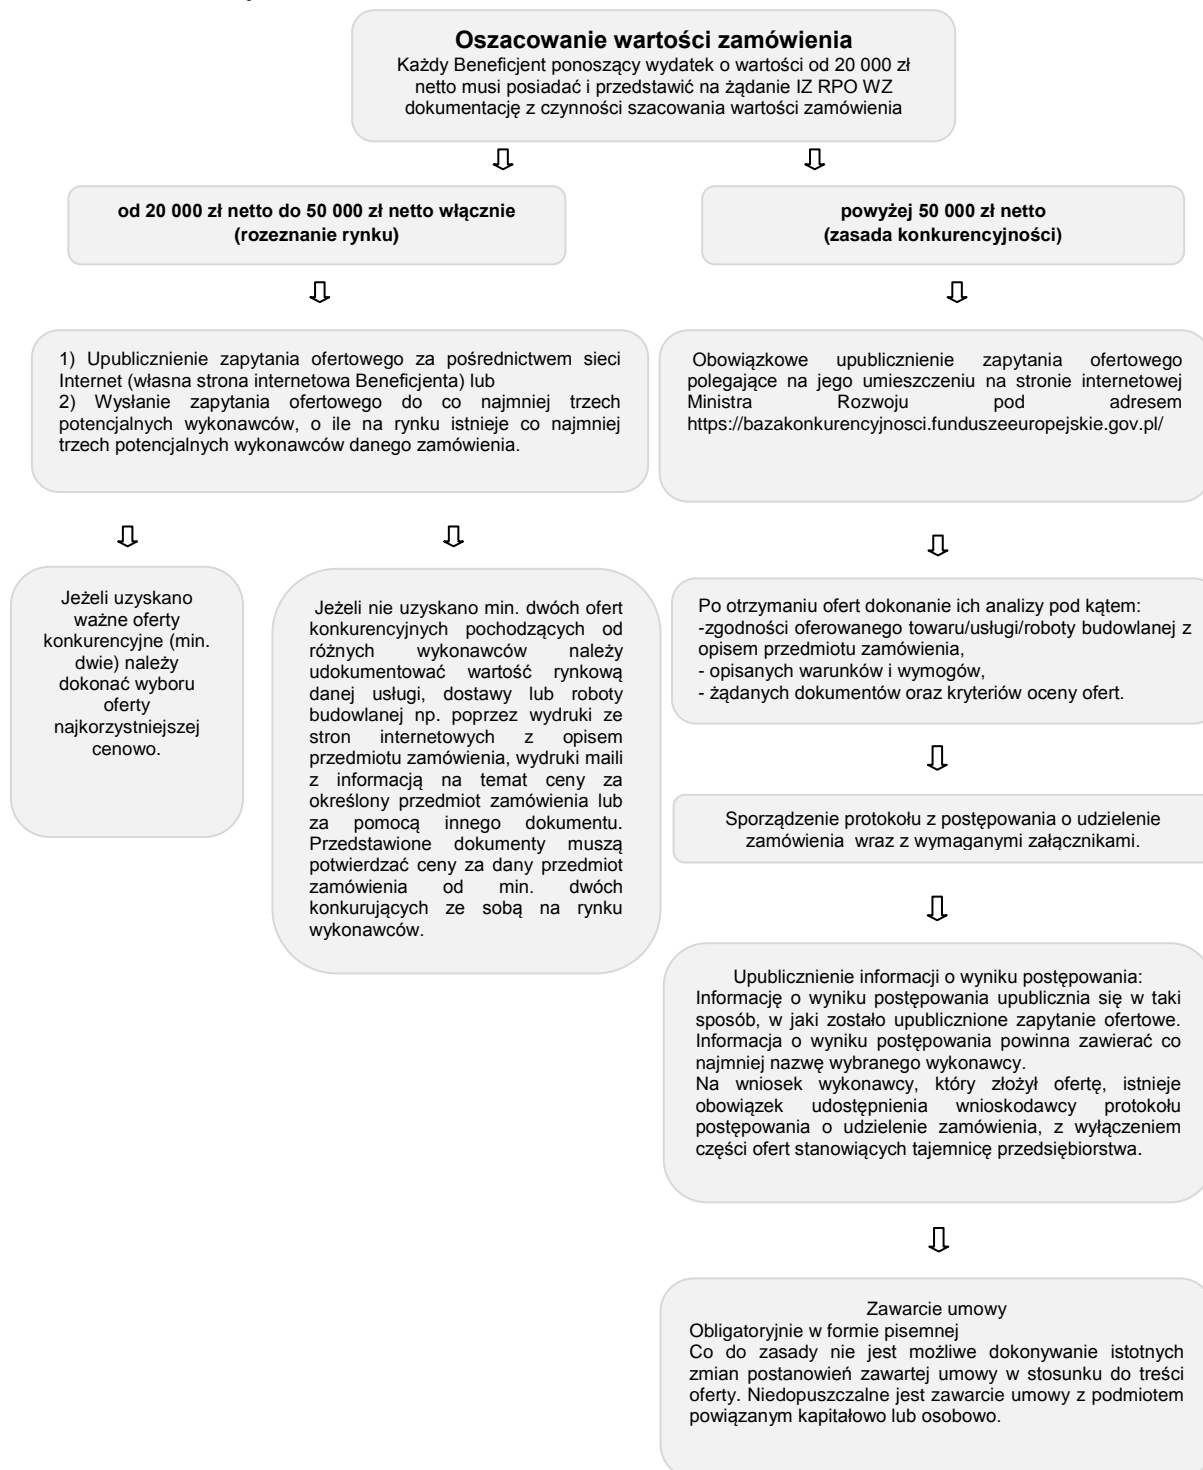 Oszacowanie wartości zamówienia
Każdy Beneficjent ponoszący wydatek o wartości od 20 000 zł
netto musi posiadać i przedstawić na żądanie IZ RPO WZ
dokumentację z czynności szacowania wartości zamówienia
od 20 000 zł netto do 50 000 zł netto włącznie
(rozeznanie rynku)
powyżej 50 000 zł netto
(zasada konkurencyjności)
1) Upublicznienie zapytania ofertowego za pośrednictwem sieci
Internet (własna strona internetowa Beneficjenta) lub
2) Wysłanie zapytania ofertowego do co najmniej trzech
potencjalnych wykonawców, o ile na rynku istnieje co najmniej
trzech potencjalnych wykonawców danego zamówienia.
Obowiązkowe upublicznienie zapytania ofertowego
polegające na jego umieszczeniu na stronie internetowej
Ministra Rozwoju pod adresem
https://bazakonkurencyjnosci.funduszeeuropejskie.gov.pl/
Jeżeli uzyskano
ważne oferty
konkurencyjne (min.
dwie) należy
dokonać wyboru
oferty
najkorzystniejszej
cenowo.
Jeżeli nie uzyskano min. dwóch ofert
konkurencyjnych pochodzących od
różnych wykonawców należy
udokumentować wartość rynkową
danej usługi, dostawy lub roboty
budowlanej np. poprzez wydruki ze
stron internetowych z opisem
przedmiotu zamówienia, wydruki maili
z informacją na temat ceny za
określony przedmiot zamówienia lub
za pomocą innego dokumentu.
Przedstawione dokumenty muszą
potwierdzać ceny za dany przedmiot
zamówienia od min. dwóch
konkurujących ze sobą na rynku
wykonawców.
Po otrzymaniu ofert dokonanie ich analizy pod kątem:
-zgodności oferowanego towaru/usługi/roboty budowlanej z
opisem przedmiotu zamówienia,
- opisanych warunków i wymogów,
- żądanych dokumentów oraz kryteriów oceny ofert.
Sporządzenie protokołu z postępowania o udzielenie
zamówienia wraz z wymaganymi załącznikami.
Upublicznienie informacji o wyniku postępowania:
Informację o wyniku postępowania upublicznia się w taki
sposób, w jaki zostało upublicznione zapytanie ofertowe.
Informacja o wyniku postępowania powinna zawierać co
najmniej nazwę wybranego wykonawcy.
Na wniosek wykonawcy, który złożył ofertę, istnieje
obowiązek udostępnienia wnioskodawcy protokołu
postępowania o udzielenie zamówienia, z wyłączeniem
części ofert stanowiących tajemnicę przedsiębiorstwa.
Zawarcie umowy
Obligatoryjnie w formie pisemnej
Co do zasady nie jest możliwe dokonywanie istotnych
zmian postanowień zawartej umowy w stosunku do treści
oferty. Niedopuszczalne jest zawarcie umowy z podmiotem
powiązanym kapitałowo lub osobowo.